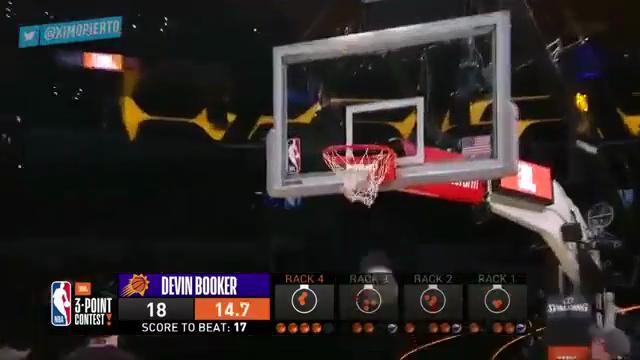 @XIMOPIERTO
JBL
3-POINT
CONTEST
NBA
DEVIN BOOKER
18 14.7
SCORE TO BEAT: 17
RACK 4 RACK 3 RACK 2 RACK 1
SPALDING